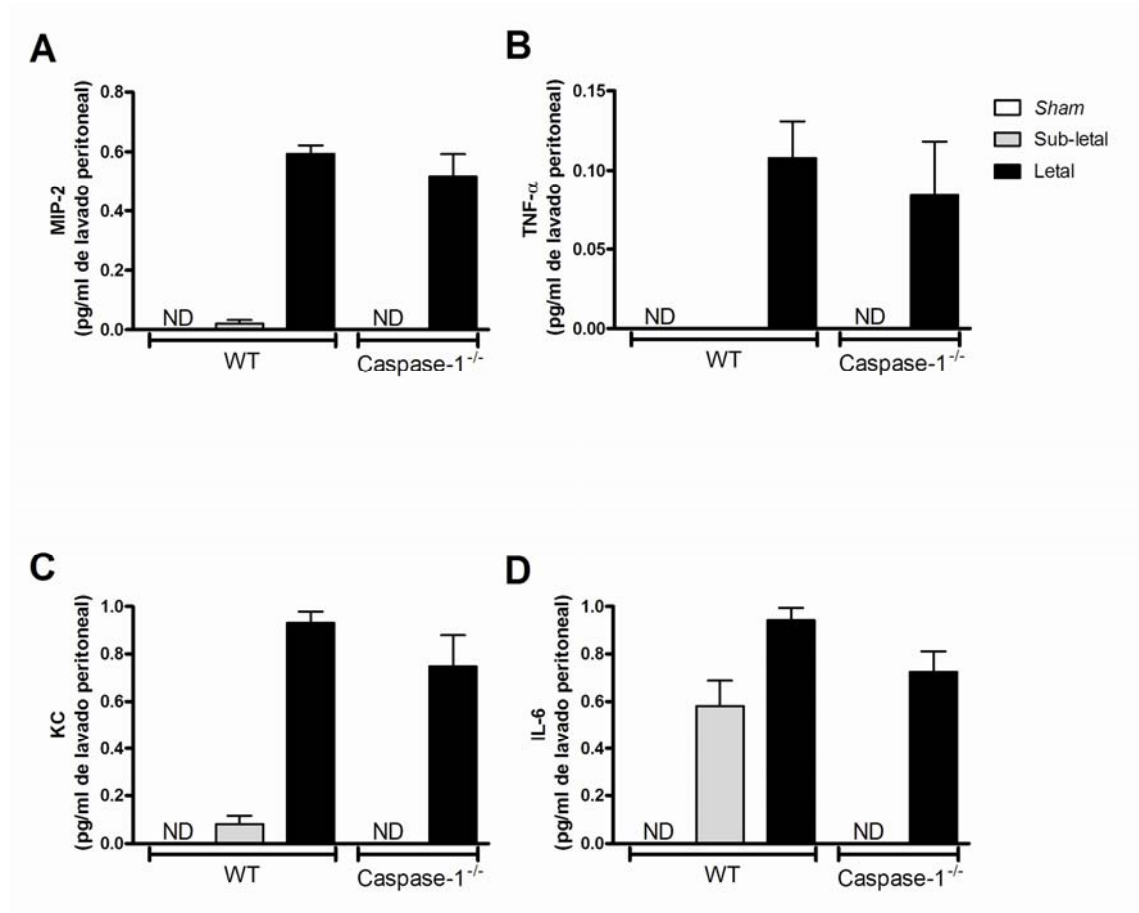 A
MIP-2
(pg/ml de lavado peritoneal)
0.8
0.6
0.4
0.2
0.0
ND
ND
WT
Caspase-1-/-
B
TNF-α
(pg/ml de lavado peritoneal)
0.15
0.10
0.05
0.00
ND
ND
WT
Caspase-1-/-
Sham
Sub-letal
Letal
C
KC
(pg/ml de lavado peritoneal)
1.0
0.8
0.6
0.4
0.2
0.0
ND
ND
WT
Caspase-1-/-
D
IL-6
(pg/ml de lavado peritoneal)
1.0
0.8
0.6
0.4
0.2
0.0
ND
ND
WT
Caspase-1-/-